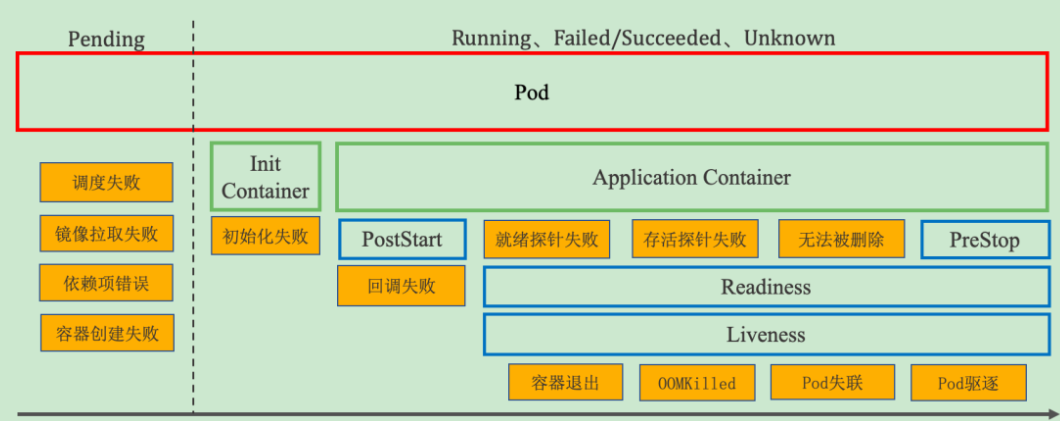 Pending
Running、Failed/Succeeded、Unknown
Pod
Init
Container
Application Container
调度失败
镜像拉取失败
依赖项错误
容器创建失败
初始化失败
PostStart
就绪探针失败
存活探针失败
无法被删除
PreStop
回调失败
Readiness
Liveness
容器退出
OOMKilled
Pod失联
Pod驱逐